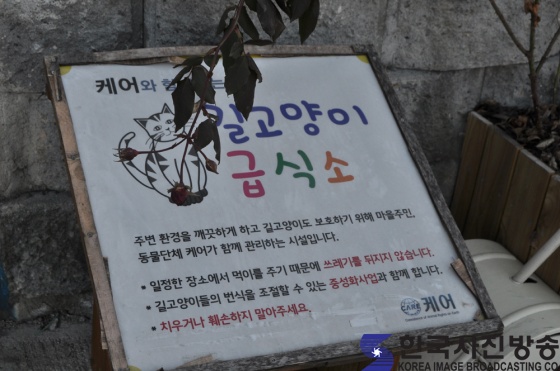 케어와 는
길고양이
급식소
주변 환경을 깨끗하게 하고 길고양이도 보호하기 위해 마을주민,
동물단체 케어가 함께 관리하는 시설입니다.
• 일정한 장소에서 먹이를 주기 때문에 쓰레기를 뒤지지 않습니다.
• 길고양이들의 번식을 조절할 수 있는 중성화사업과 함께 합니다.
• 치우거나 훼손하지 말아주세요.
CARE 케어
한국사진방송
KOREA IMAGE BROADCASTING CO